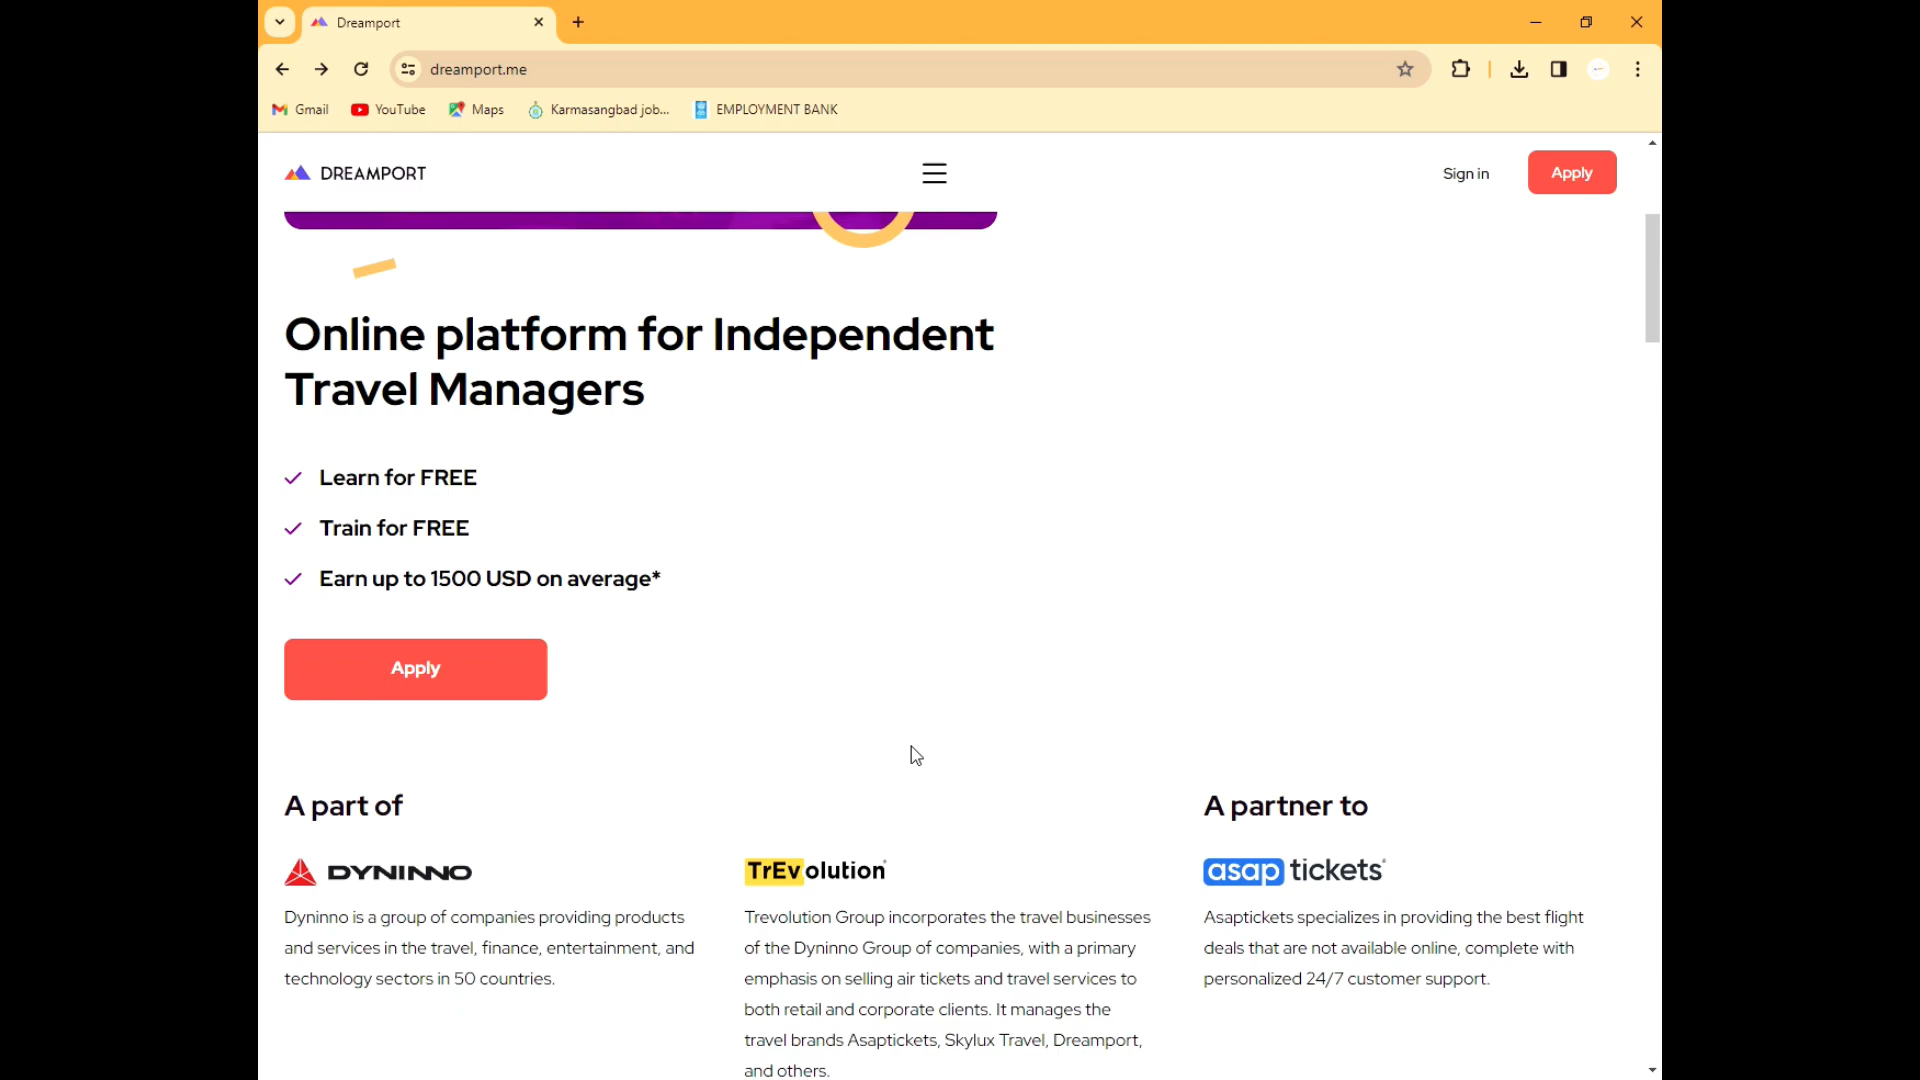 Dreamport
dreamport.me
Gmail
YouTube
Maps
Karmasangbad job...
EMPLOYMENT BANK
DREAMPORT
Sign in
Apply
Online platform for Independent
Travel Managers
Learn for FREE
Train for FREE
Earn up to 1500 USD on average*
Apply
A part of
DYNINNO
Dyninno is a group of companies providing products
and services in the travel, finance, entertainment, and
technology sectors in 50 countries.
TrEvolution
Trevolution Group incorporates the travel businesses
of the Dyninno Group of companies, with a primary
emphasis on selling air tickets and travel services to
both retail and corporate clients. It manages the
travel brands Asaptickets, Skylux Travel, Dreamport,
and others.
A partner to
asap tickets
Asaptickets specializes in providing the best flight
deals that are not available online, complete with
personalized 24/7 customer support.